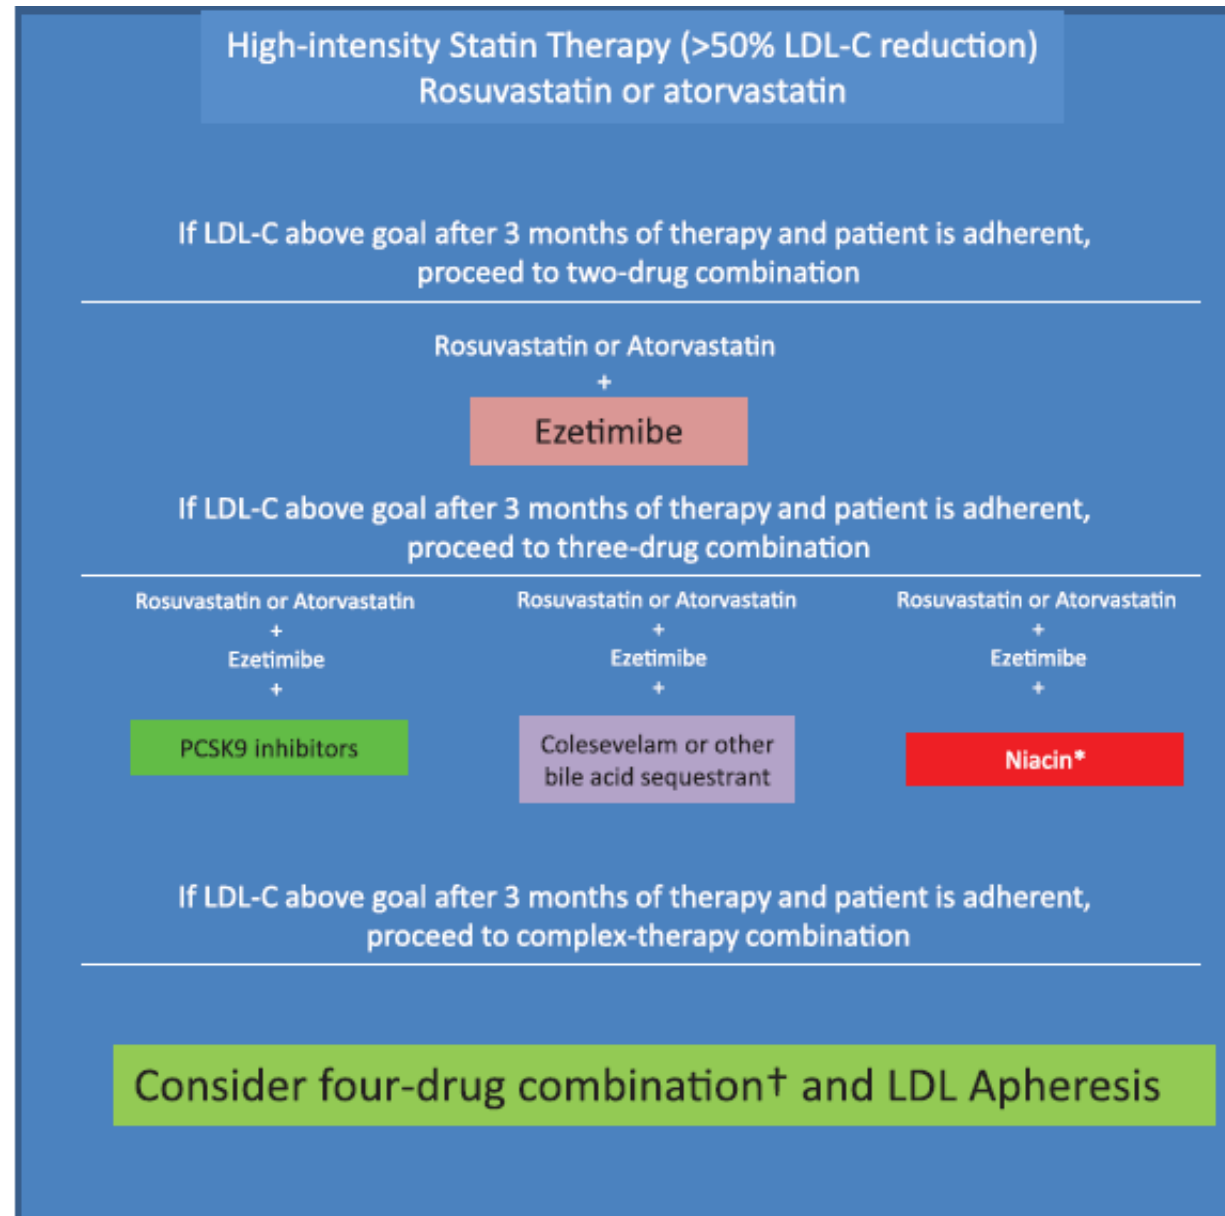 High-intensity Statin Therapy (>50% LDL-C reduction)
Rosuvastatin or atorvastatin
If LDL-C above goal after 3 months of therapy and patient is adherent,
proceed to two-drug combination
Rosuvastatin or Atorvastatin
+
Ezetimibe
If LDL-C above goal after 3 months of therapy and patient is adherent,
proceed to three-drug combination
Rosuvastatin or Atorvastatin
+
Ezetimibe
+
PCSK9 inhibitors
Rosuvastatin or Atorvastatin
+
Ezetimibe
+
Colesevelam or other
bile acid sequestrant
Rosuvastatin or Atorvastatin
+
Ezetimibe
+
Niacin*
If LDL-C above goal after 3 months of therapy and patient is adherent,
proceed to complex-therapy combination
Consider four-drug combination† and LDL Apheresis